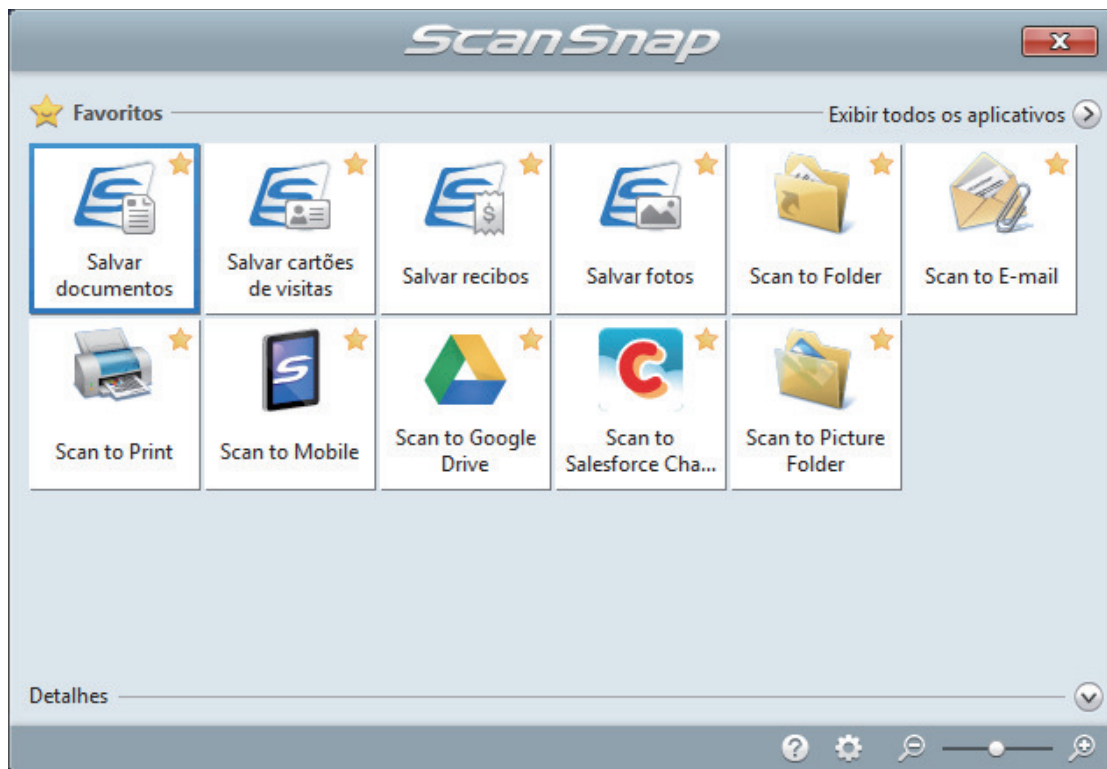 ScanSnap
Favoritos
Exibir todos os aplicativos
Salvar
documentos
Salvar cartões
de visitas
Salvar recibos
Salvar fotos
Scan to Folder
Scan to E-mail
Scan to Print
Scan to Mobile
Scan to Google
Drive
Scan to
Salesforce Cha...
Scan to Picture
Folder
Detalhes